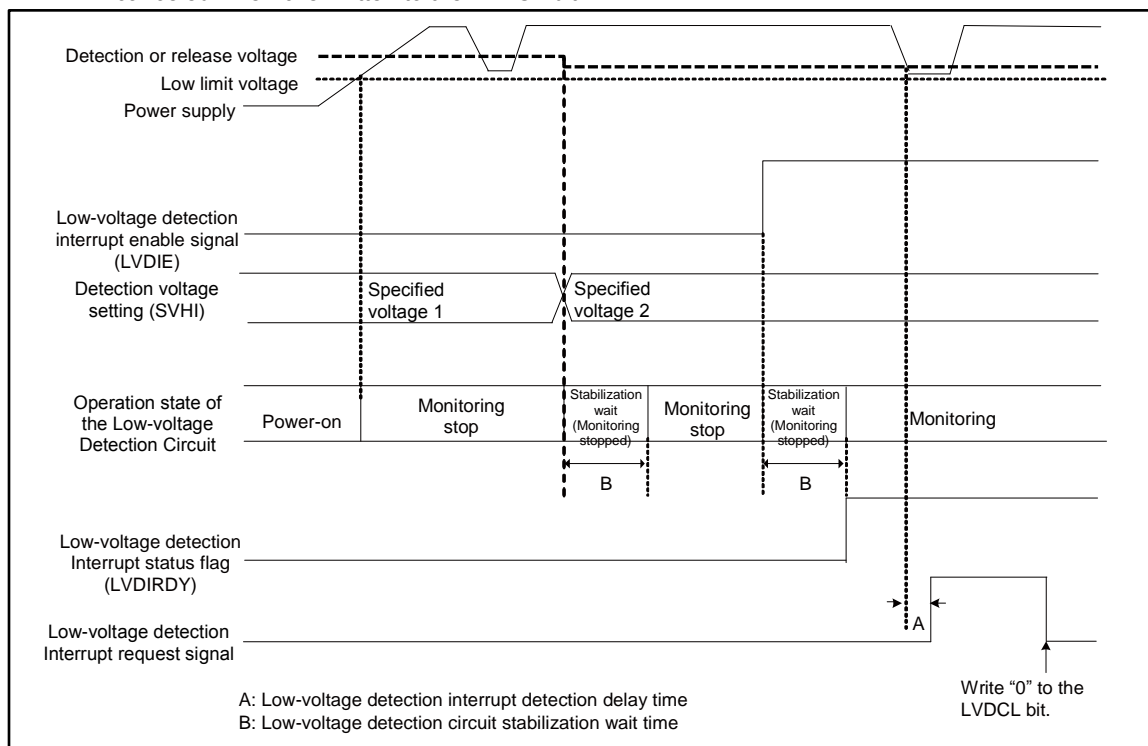 Detection or release voltage
Low limit voltage
Power supply
Low-voltage detection
interrupt enable signal
(LVDIE)
Detection voltage
setting (SVHI)
Specified
voltage 1
Specified
voltage 2
Operation state of
the Low-voltage
Detection Circuit
Power-on
Monitoring
stop
Stabilization
wait
(Monitoring
stopped)
Monitoring
stop
Stabilization
wait
(Monitoring
stopped)
Monitoring
B
B
Low-voltage detection
Interrupt status flag
(LVDIRDY)
A
Low-voltage detection
Interrupt request signal
Write “0” to the
LVDCL bit.
A: Low-voltage detection interrupt detection delay time
B: Low-voltage detection circuit stabilization wait time